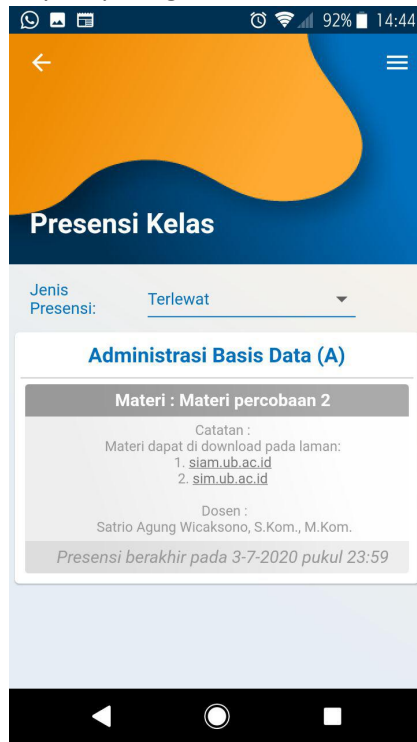 92% 14:44
Presensi Kelas
Jenis
Presensi:
Terlewat
Administrasi Basis Data (A)
Materi : Materi percobaan 2
Catatan :
Materi dapat di download pada laman:
1. siam.ub.ac.id
2. sim.ub.ac.id
Dosen :
Satrio Agung Wicaksono, S.Kom., M.Kom.
Presensi berakhir pada 3-7-2020 pukul 23:59